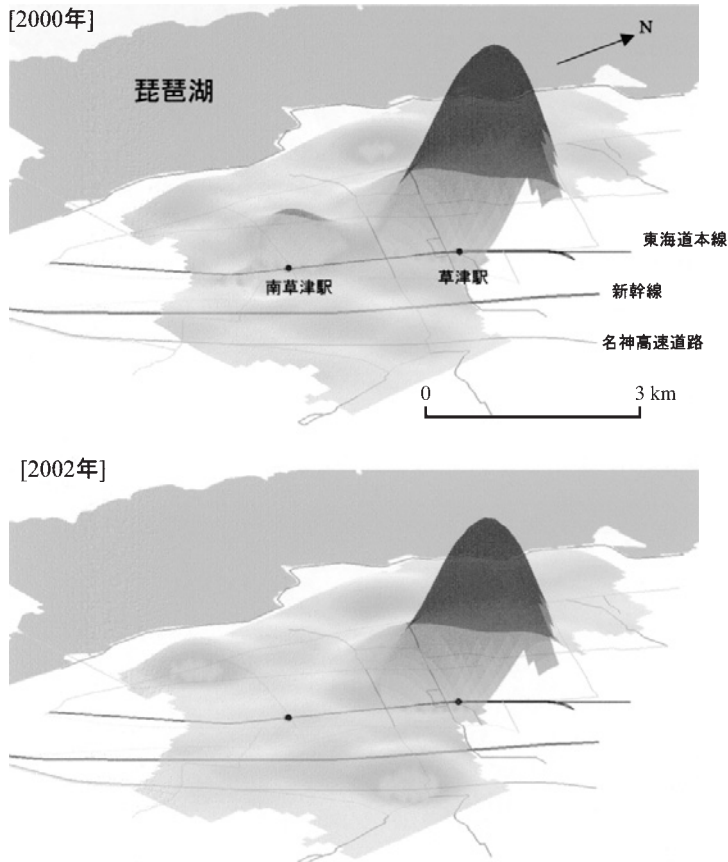 [2000年]
N
琵琶湖
東海道本線
南草津駅
草津駅
新幹線
名神高速道路
0 3 km
[2002年]